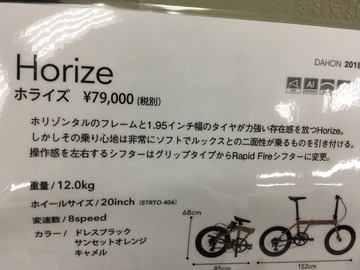 DAHON 2018
Horize
AI
ホライズ ¥79,000 (税別)
ホリゾンタルのフレームと1.95インチ幅のタイヤが力強い存在感を放つHorize。
しかしその乗り心地は非常にソフトでルックスとの二面性が乗るものを引き付ける。
操作感を左右するシフターはグリップタイプからRapid Fireシフターに変更。
重量 / 12.0kg
ホイールサイズ / 20inch (ETRTO 406)
変速数 / 8speed
カラー / ドレスブラック
サンセットオレンジ
キャメル
68cm
85cm
152cm